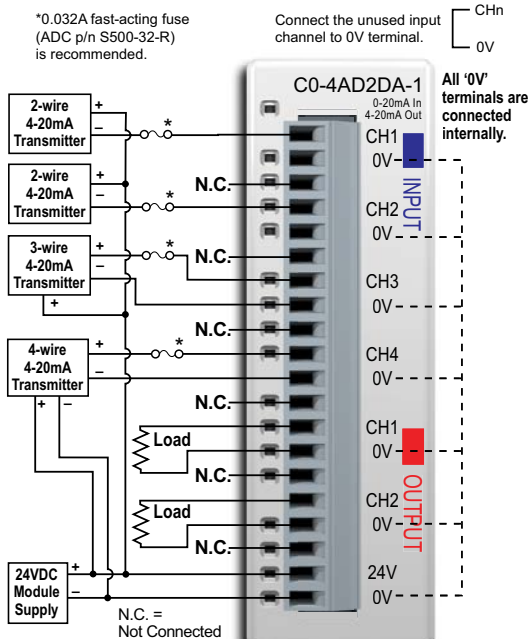 *0.032A fast-acting fuse
(ADC p/n S500-32-R)
is recommended.
Connect the unused input
channel to 0V terminal.
CHn
0V
C0-4AD2DA-1
0-20mA In
4-20mA Out
All ‘0V’
terminals are
connected
internally.
2-wire
4-20mA
Transmitter
+
–
*
CH1
0V
INPUT
N.C.
2-wire
4-20mA
Transmitter
+
–
*
CH2
0V
N.C.
3-wire
4-20mA
Transmitter
+
–
+
*
CH3
0V
N.C.
4-wire
4-20mA
Transmitter
+
–
+
–
*
CH4
0V
N.C.
Load
CH1
0V
OUTPUT
N.C.
Load
CH2
0V
N.C.
24VDC
Module
Supply
+
–
24V
0V
N.C. =
Not Connected